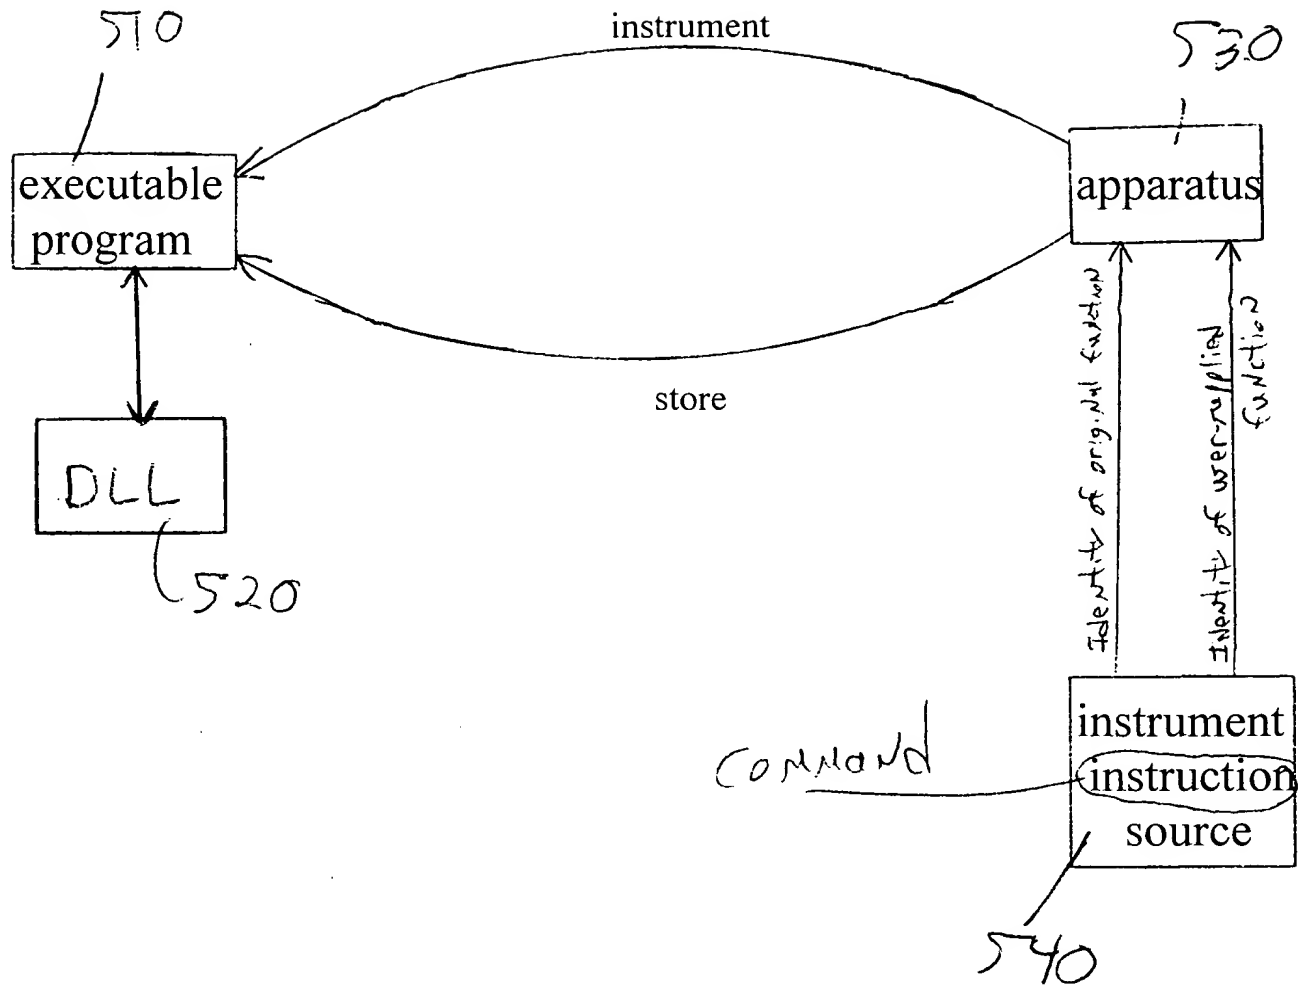 510
instrument
530
executable
program
apparatus
store
DLL
520
Identity of original function
Identity of user-supplied
function
instrument
instruction
source
command
540